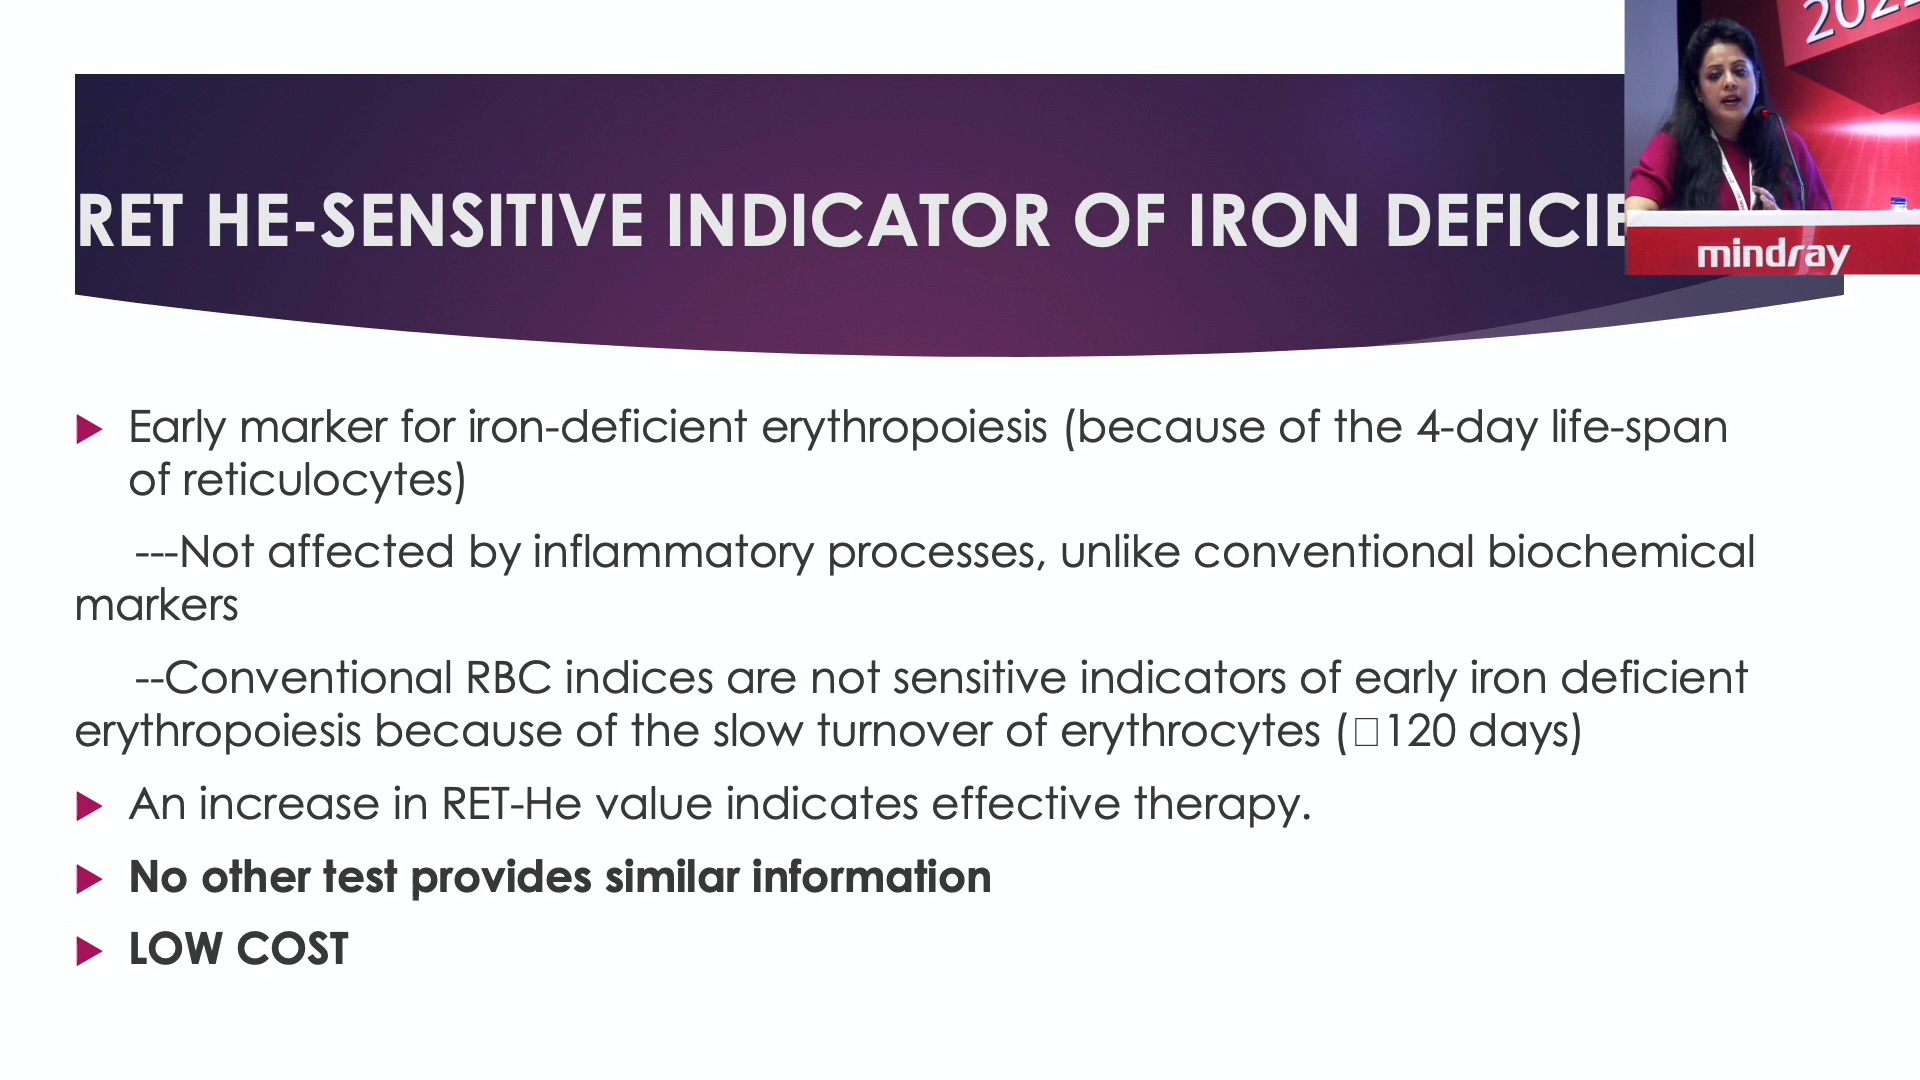 2022
RET HE-SENSITIVE INDICATOR OF IRON DEFICIE
mindray
Early marker for iron-deficient erythropoiesis (because of the 4-day life-span
of reticulocytes)
---Not affected by inflammatory processes, unlike conventional biochemical
markers
--Conventional RBC indices are not sensitive indicators of early iron deficient
erythropoiesis because of the slow turnover of erythrocytes (□120 days)
An increase in RET-He value indicates effective therapy.
No other test provides similar information
LOW COST